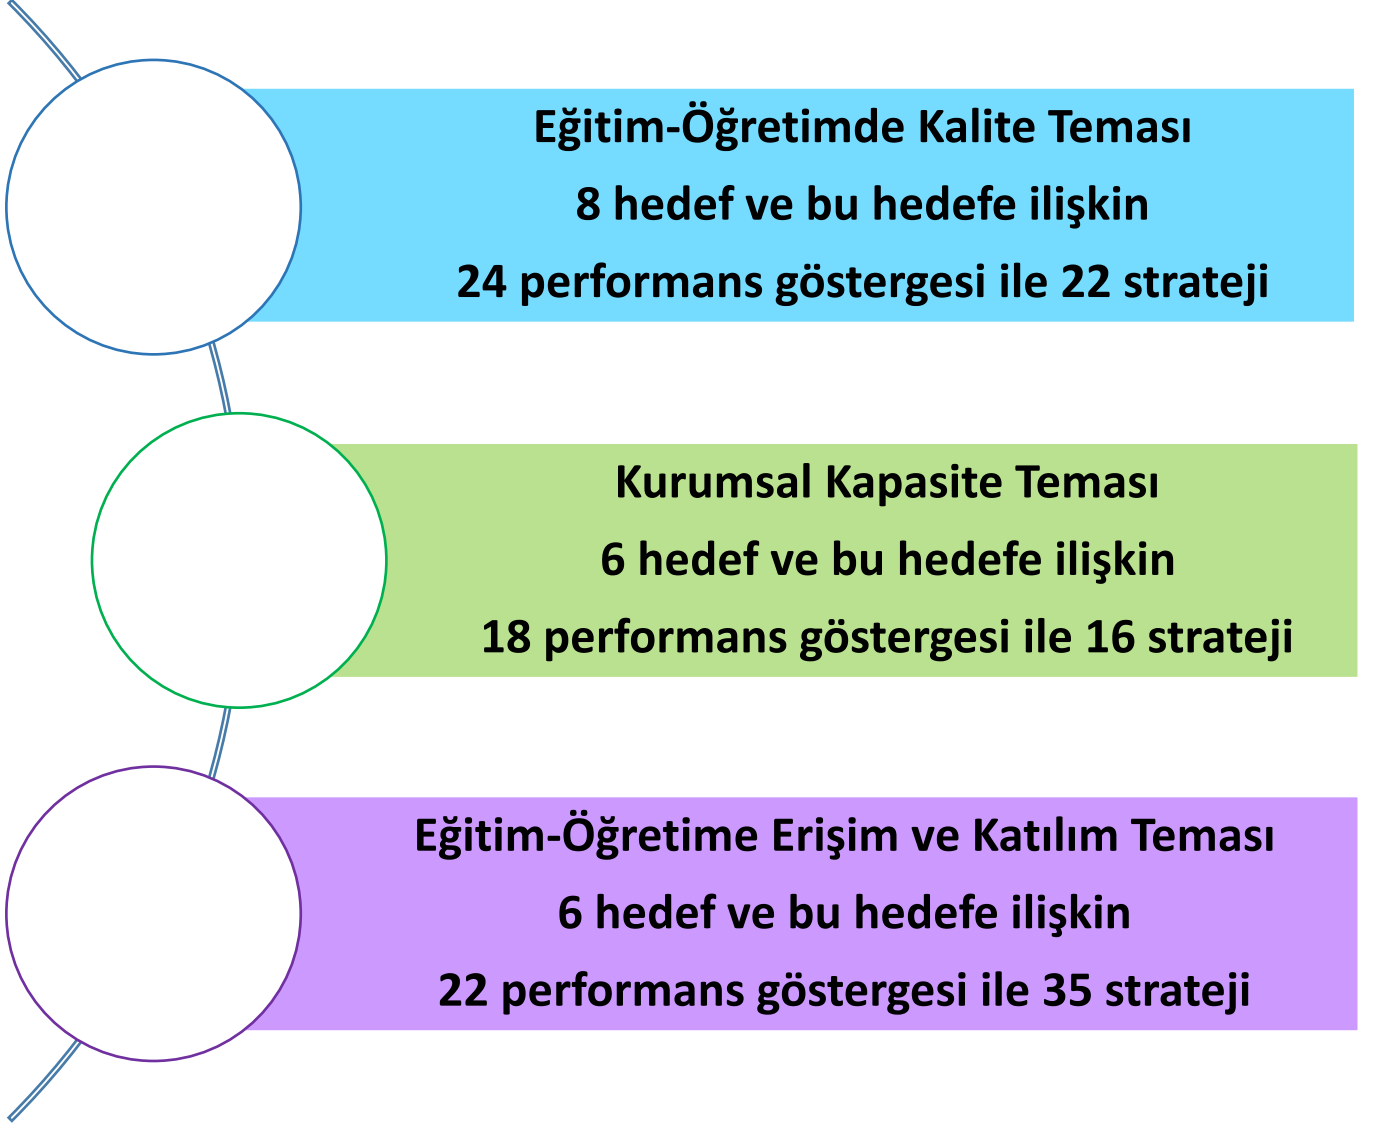 Eğitim-Öğretimde Kalite Teması
8 hedef ve bu hedefe ilişkin
24 performans göstergesi ile 22 strateji
Kurumsal Kapasite Teması
6 hedef ve bu hedefe ilişkin
18 performans göstergesi ile 16 strateji
Eğitim-Öğretime Erişim ve Katılım Teması
6 hedef ve bu hedefe ilişkin
22 performans göstergesi ile 35 strateji